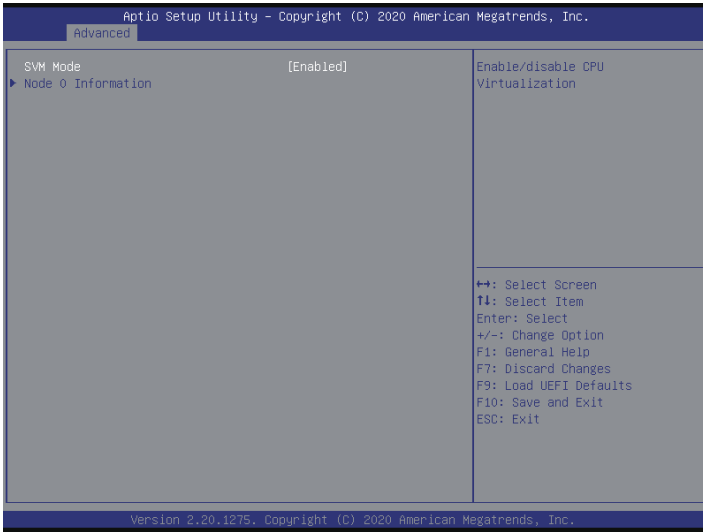 Aptio Setup Utility – Copyright (C) 2020 American Megatrends, Inc.
Advanced
SVM Mode [Enabled]
Node 0 Information
Enable/disable CPU
Virtualization
↔: Select Screen
↑↓: Select Item
Enter: Select
+/-: Change Option
F1: General Help
F7: Discard Changes
F9: Load UEFI Defaults
F10: Save and Exit
ESC: Exit
Version 2.20.1275. Copyright (C) 2020 American Megatrends, Inc.